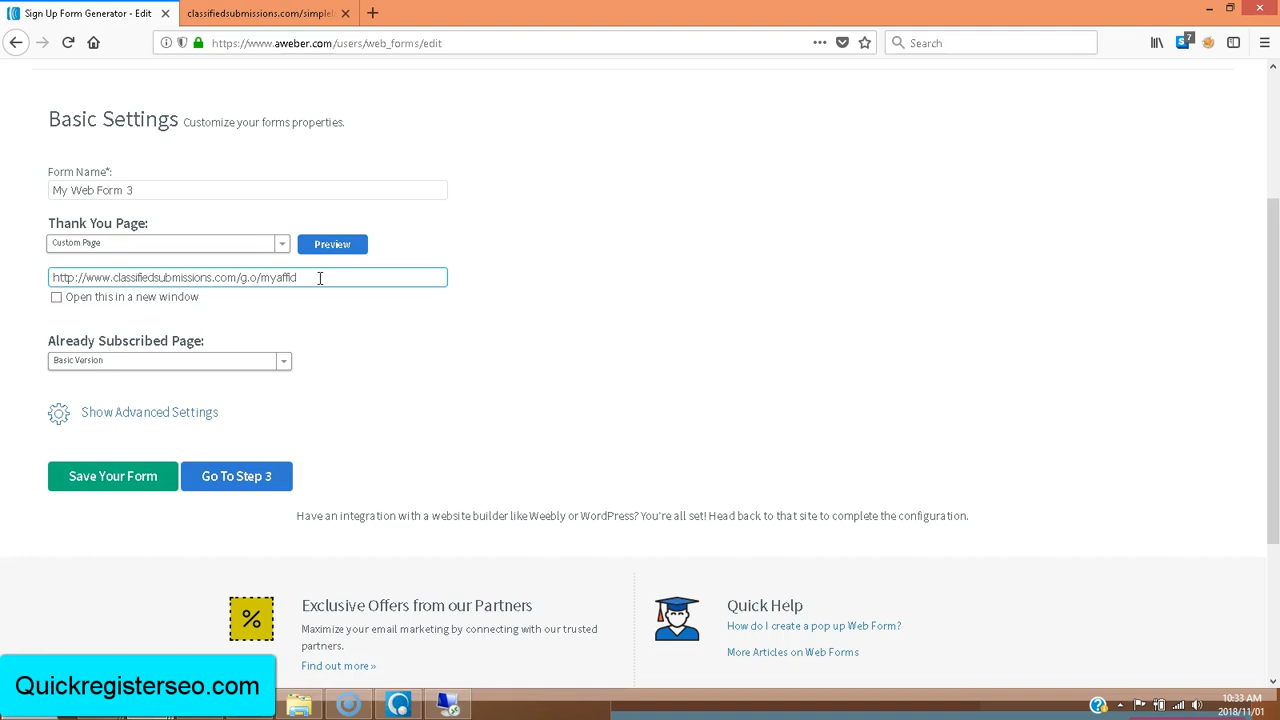 Sign Up Form Generator - Edit
classifiedsubmissions.com/simple
https://www.aweber.com/users/web_forms/edit
Search
7
Basic Settings Customize your forms properties.
Form Name*:
My Web Form 3
Thank You Page:
Custom Page
Preview
http://www.classifiedsubmissions.com/g.o/myaffid
Open this in a new window
Already Subscribed Page:
Basic Version
Show Advanced Settings
Save Your Form
Go To Step 3
Have an integration with a website builder like Weebly or WordPress? You're all set! Head back to that site to complete the configuration.
%
Exclusive Offers from our Partners
Maximize your email marketing by connecting with our trusted
partners.
Find out more »
Quick Help
How do I create a pop up Web Form?
More Articles on Web Forms
Quickregisterseo.com
10:33 AM
2018/11/01